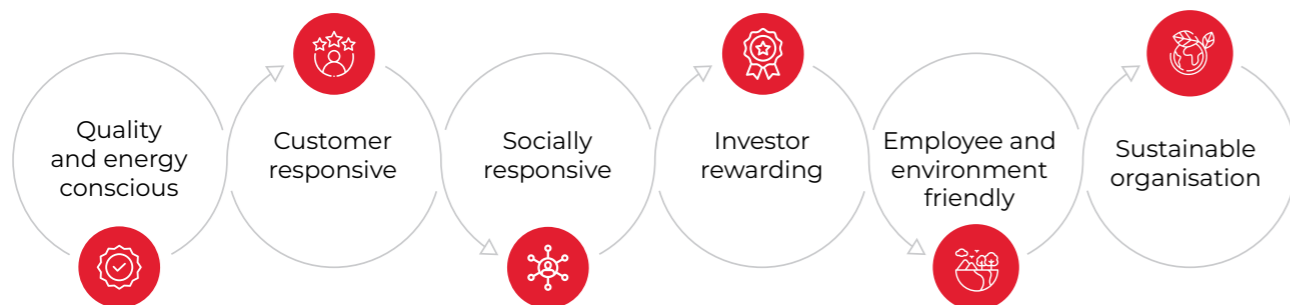 Quality
and energy
conscious
Customer
responsive
Socially
responsive
Investor
rewarding
Employee and
environment
friendly
Sustainable
organisation